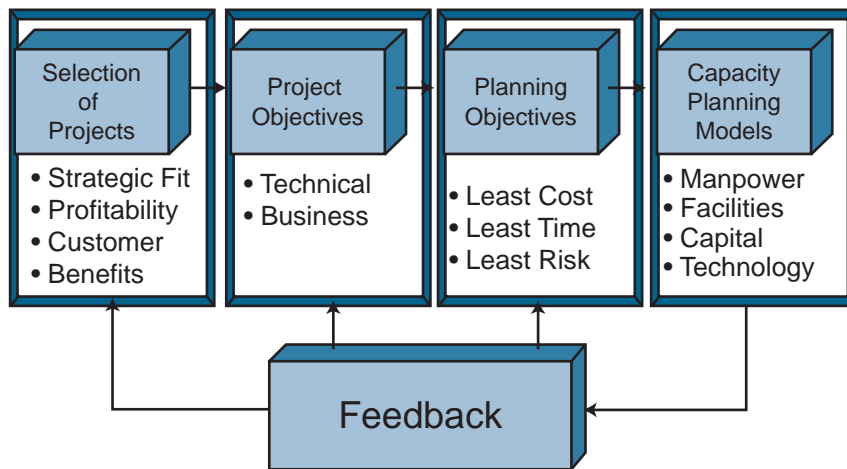 Selection
of
Projects
• Strategic Fit
• Profitability
• Customer
• Benefits
Project
Objectives
• Technical
• Business
Planning
Objectives
• Least Cost
• Least Time
• Least Risk
Capacity
Planning
Models
• Manpower
• Facilities
• Capital
• Technology
Feedback